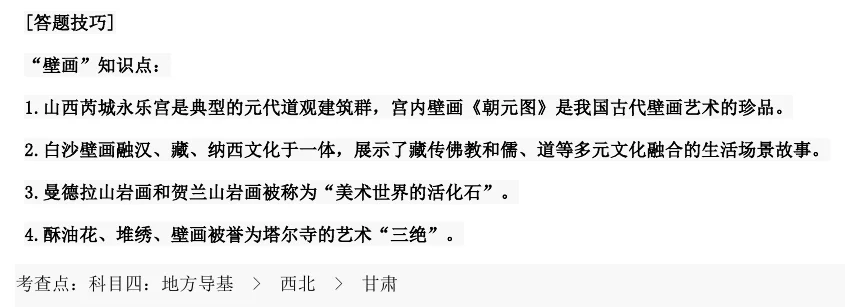 [答题技巧]
“壁画”知识点：
1.山西芮城永乐宫是典型的元代道观建筑群，宫内壁画《朝元图》是我国古代壁画艺术的珍品。
2.白沙壁画融汉、藏、纳西文化于一体，展示了藏传佛教和儒、道等多元文化融合的生活场景故事。
3.曼德拉山岩画和贺兰山岩画被称为“美术世界的活化石”。
4.酥油花、堆绣、壁画被誉为塔尔寺的艺术“三绝”。
考查点：科目四：地方导基 > 西北 > 甘肃